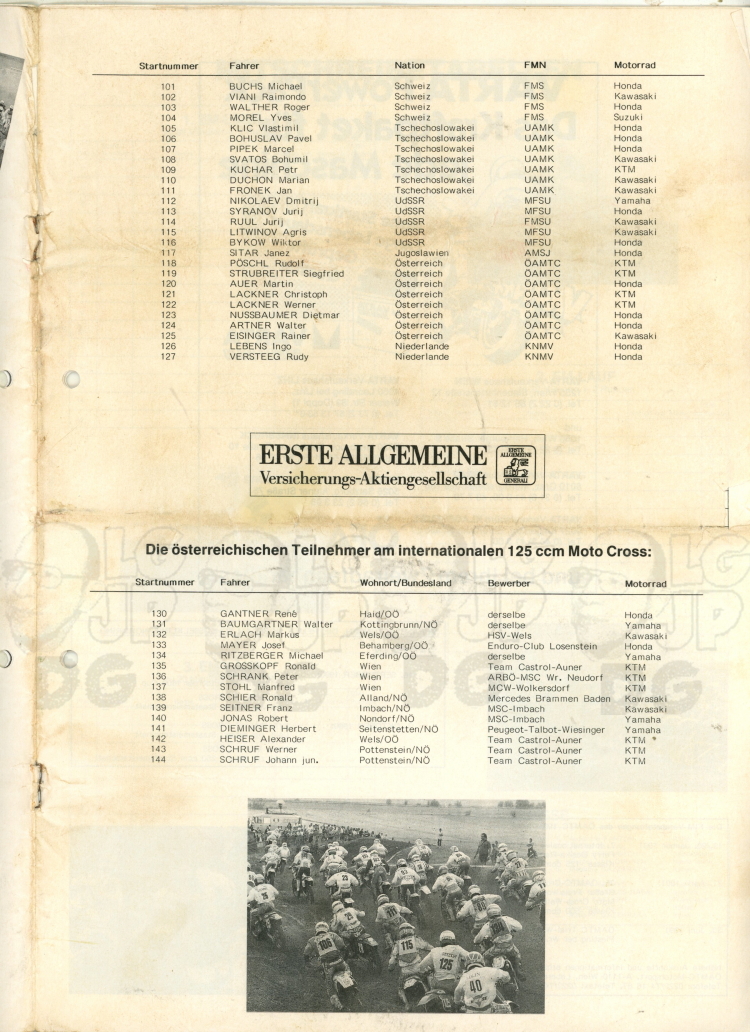 Startnummer Fahrer Nation FMN Motorrad
101 BUCHS Michael Schweiz FMS Honda
102 VIANI Raimondo Schweiz FMS Kawasaki
103 WALTHER Roger Schweiz FMS Honda
104 MOREL Yves Schweiz FMS Suzuki
105 KLIC Vlastimil Tschechoslowakei UAMK Honda
106 BOHUSLAV Pavel Tschechoslowakei UAMK Honda
107 PIPEK Marcel Tschechoslowakei UAMK Honda
108 SVATOS Bohumil Tschechoslowakei UAMK Kawasaki
109 KUCHAR Petr Tschechoslowakei UAMK KTM
110 DUCHON Marian Tschechoslowakei UAMK Kawasaki
111 FRONEK Jan Tschechoslowakei UAMK Kawasaki
112 NIKOLAEV Dmitrij UdSSR MFSU Yamaha
113 SYRANOV Jurij UdSSR MFSU Honda
114 RUUL Jurij UdSSR FMSU Kawasaki
115 LITWINOV Agris UdSSR MFSU Kawasaki
116 BYKOW Wiktor UdSSR MFSU Honda
117 SITAR Janez Jugoslawien AMSJ Honda
118 PÖSCHL Rudolf Österreich ÖAMTC KTM
119 STRUBREITER Siegfried Österreich ÖAMTC KTM
120 AUER Martin Österreich ÖAMTC Honda
121 LACKNER Christoph Österreich ÖAMTC KTM
122 LACKNER Werner Österreich ÖAMTC KTM
123 NUSSBAUMER Dietmar Österreich ÖAMTC Honda
124 ARTNER Walter Österreich ÖAMTC Honda
125 EISINGER Rainer Österreich ÖAMTC Kawasaki
126 LEBENS Ingo Niederlande KNMV Honda
127 VERSTEEG Rudy Niederlande KNMV Honda
ERSTE ALLGEMEINE
Versicherungs-Aktiengesellschaft
ERSTE
ALLGEMEINE
GENERALI
Die österreichischen Teilnehmer am internationalen 125 ccm Moto Cross:
Startnummer Fahrer Wohnort/Bundesland Bewerber Motorrad
130 GANTNER Renè Haid/OÖ derselbe Honda
131 BAUMGARTNER Walter Kottingbrunn/NÖ derselbe Yamaha
132 ERLACH Markus Wels/OÖ HSV-Wels Kawasaki
133 MAYER Josef Behamberg/OÖ Enduro-Club Losenstein Honda
134 RITZBERGER Michael Eferding/OÖ derselbe Yamaha
135 GROSSKOPF Ronald Wien Team Castrol-Auner KTM
136 SCHRANK Peter Wien ARBÖ-MSC Wr. Neudorf KTM
137 STOHL Manfred Wien MCW-Wolkersdorf KTM
138 SCHIER Ronald Alland/NÖ Mercedes Brammen Baden Kawasaki
139 SEITNER Franz Imbach/NÖ MSC-Imbach Kawasaki
140 JONAS Robert Nondorf/NÖ MSC-Imbach Yamaha
141 DIEMINGER Herbert Seitenstetten/NÖ Peugeot-Talbot-Wiesinger Yamaha
142 HEISER Alexander Wels/OÖ Team Castrol-Auner KTM *
143 SCHRUF Werner Pottenstein/NÖ Team Castrol-Auner KTM
144 SCHRUF Johann jun. Pottenstein/NÖ Team Castrol-Auner KTM
106
115
125
40